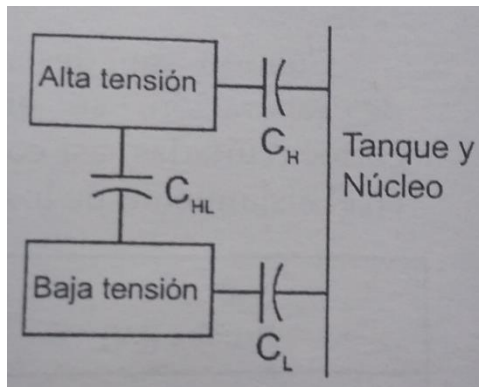 Alta tensión
C_H
Tanque y
Núcleo
C_HL
Baja tensión
C_L